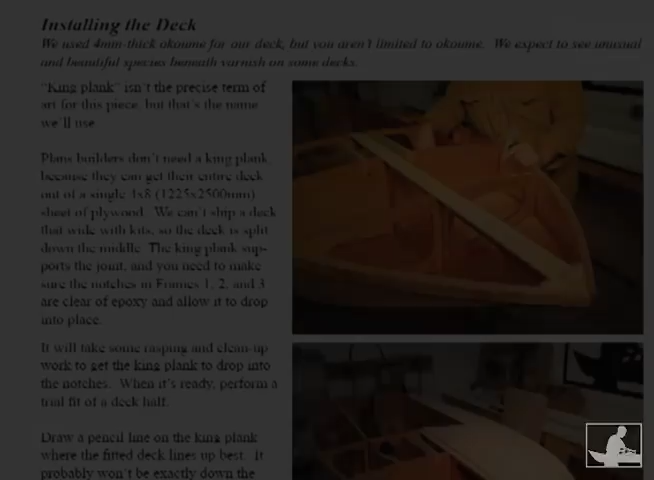 Installing the Deck
We used 4mm-thick okoume for our deck, but you aren't limited to okoume. We expect to see unusual
and beautiful species beneath varnish on some decks.
"King plank" isn't the precise term of
art for this piece, but that's the name
we'll use.
Plans builders don't need a king plank,
because they can get their entire deck
out of a single 4x8 (1225x2500mm)
sheet of plywood. We can't ship a deck
that wide with kits, so the deck is split
down the middle. The king plank sup-
ports the joint, and you need to make
sure the notches in Frames 1, 2, and 3
are clear of epoxy and allow it to drop
into place.
It will take some rasping and clean-up
work to get the king plank to drop into
the notches. When it's ready, perform a
trial fit of a deck half.
Draw a pencil line on the king plank
where the fitted deck lines up best. It
probably won't be exactly down the